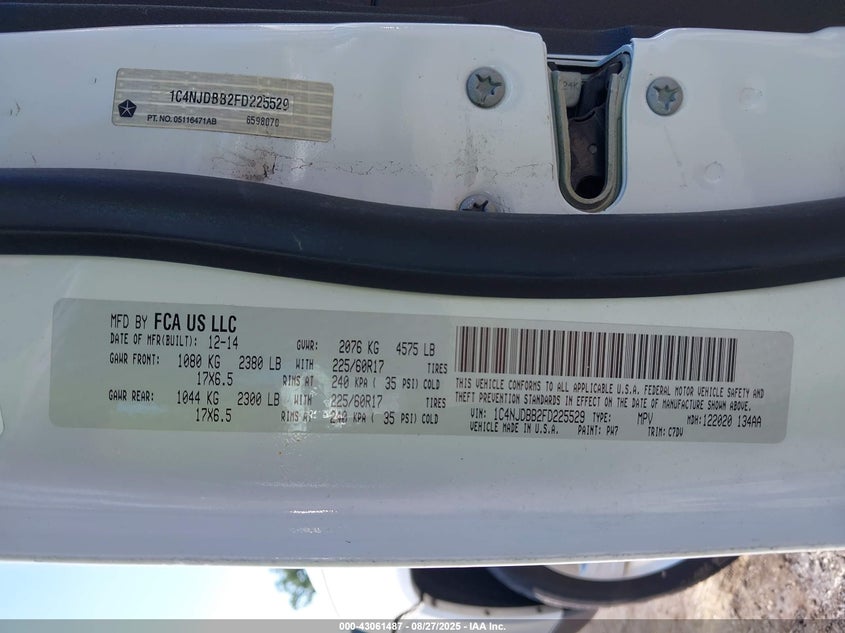 1C4NJDBB2FD225529
PT. NO. 05116471AB 6598070
MFD BY FCA US LLC
DATE OF MFR(BUILT): 12-14 GVWR: 2076 KG 4575 LB
GAWR FRONT: 1080 KG 2380 LB WITH 225/60R17 TIRES
17X6.5 RIMS AT 240 KPA ( 35 PSI) COLD
GAWR REAR: 1044 KG 2300 LB WITH 225/60R17 TIRES
17X6.5 RIMS AT 240 KPA ( 35 PSI) COLD
THIS VEHICLE CONFORMS TO ALL APPLICABLE U.S.A. FEDERAL MOTOR VEHICLE SAFETY AND
THEFT PREVENTION STANDARDS IN EFFECT ON THE DATE OF MANUFACTURE SHOWN ABOVE.
VIN: 1C4NJDBB2FD225529 TYPE: MPV MDH:122020 134AA
VEHICLE MADE IN U.S.A. PAINT: PW7 TRIM: C7DV
000-43061487 - 08/27/2025 - IAA Inc.